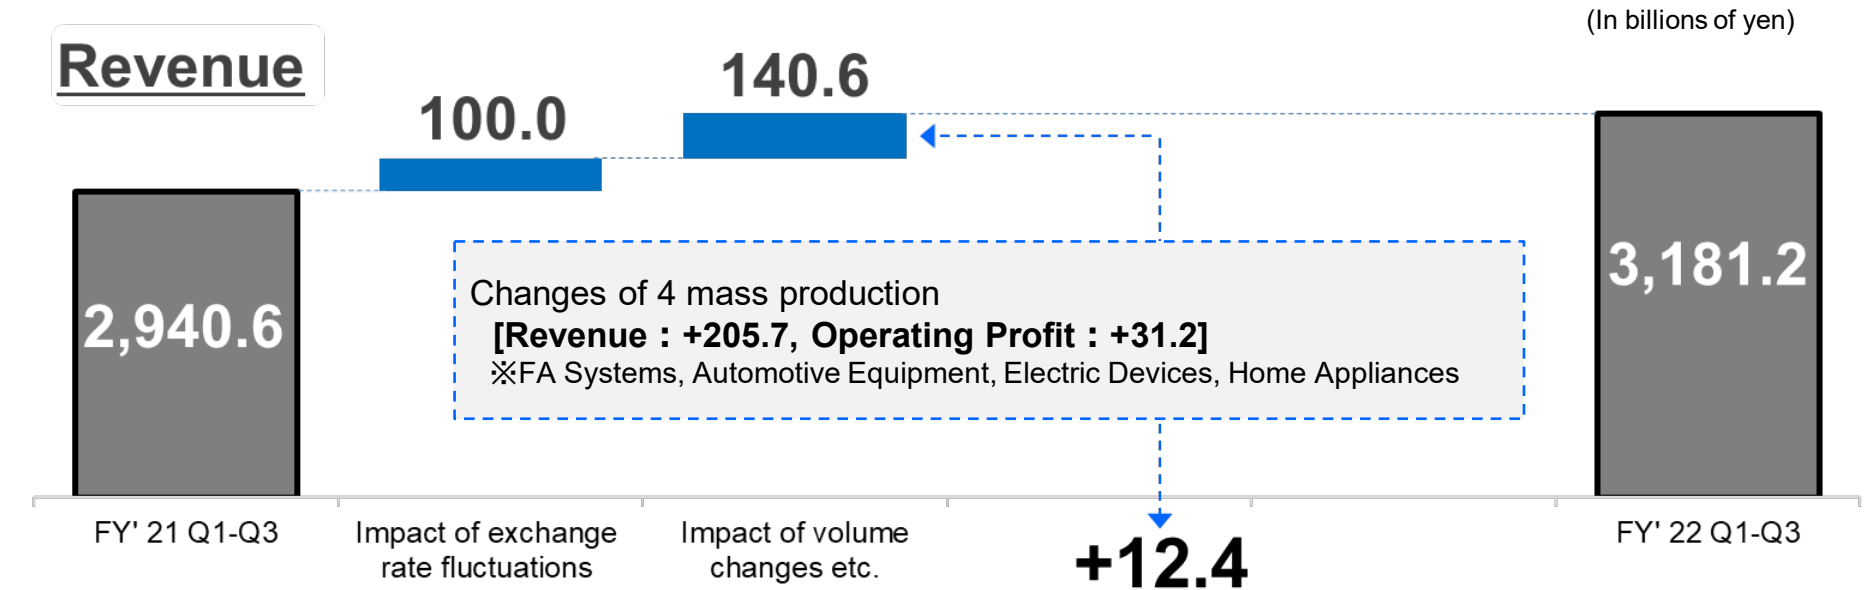 (In billions of yen)
Revenue
140.6
100.0
2,940.6
3,181.2
Changes of 4 mass production
[Revenue：+205.7, Operating Profit：+31.2]
※FA Systems, Automotive Equipment, Electric Devices, Home Appliances
FY' 21 Q1-Q3
Impact of exchange
rate fluctuations
Impact of volume
changes etc.
+12.4
FY' 22 Q1-Q3